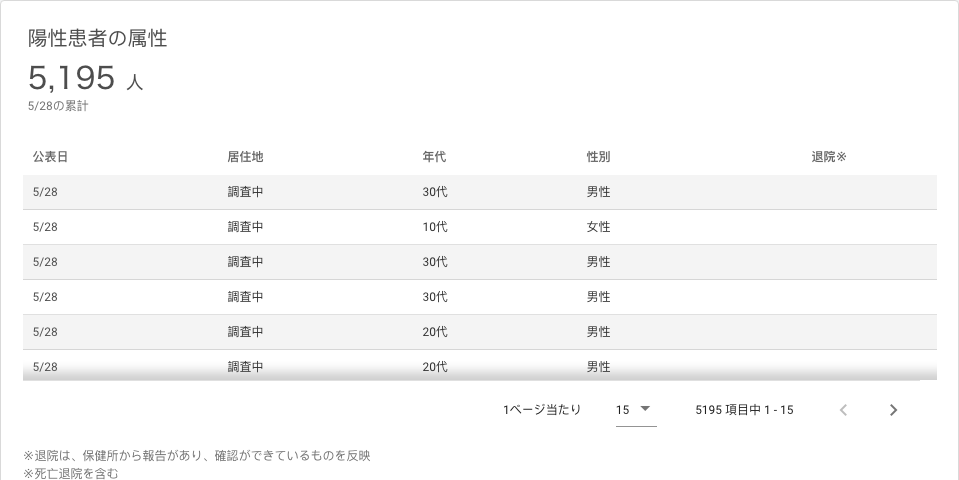 陽性患者の属性
5,195 人
5/28の累計
公表日 居住地 年代 性別 退院※
5/28 調査中 30代 男性
5/28 調査中 10代 女性
5/28 調査中 30代 男性
5/28 調査中 30代 男性
5/28 調査中 20代 男性
5/28 調査中 20代 男性
1ページ当たり 15 5195 項目中 1 - 15
※退院は、保健所から報告があり、確認ができているものを反映
※死亡退院を含む